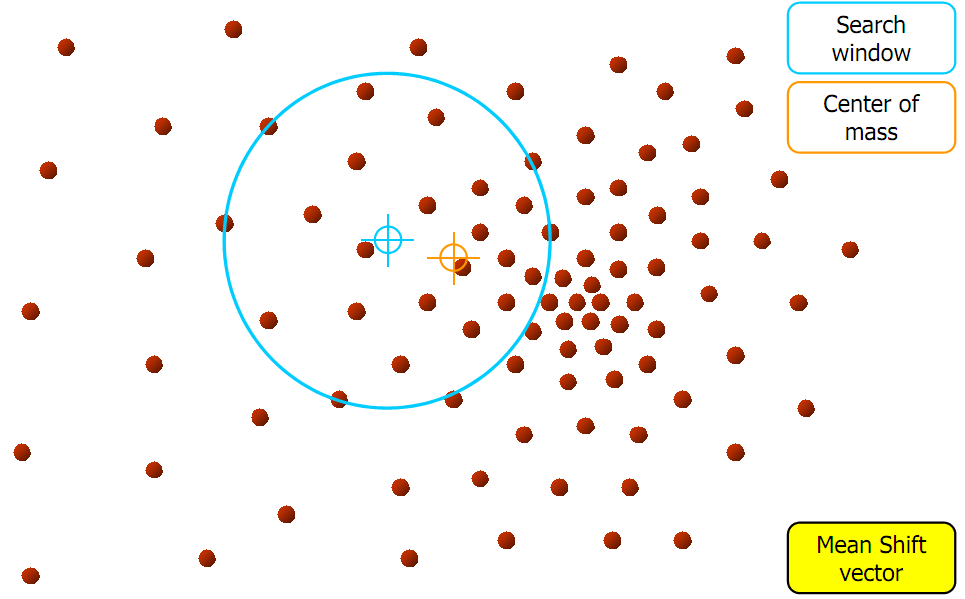 Search
window
Center of
mass
Mean Shift
vector